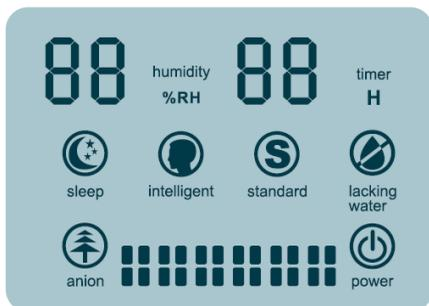 88 humidity %RH 88 timer H
sleep intelligent S standard lacking water
anion power